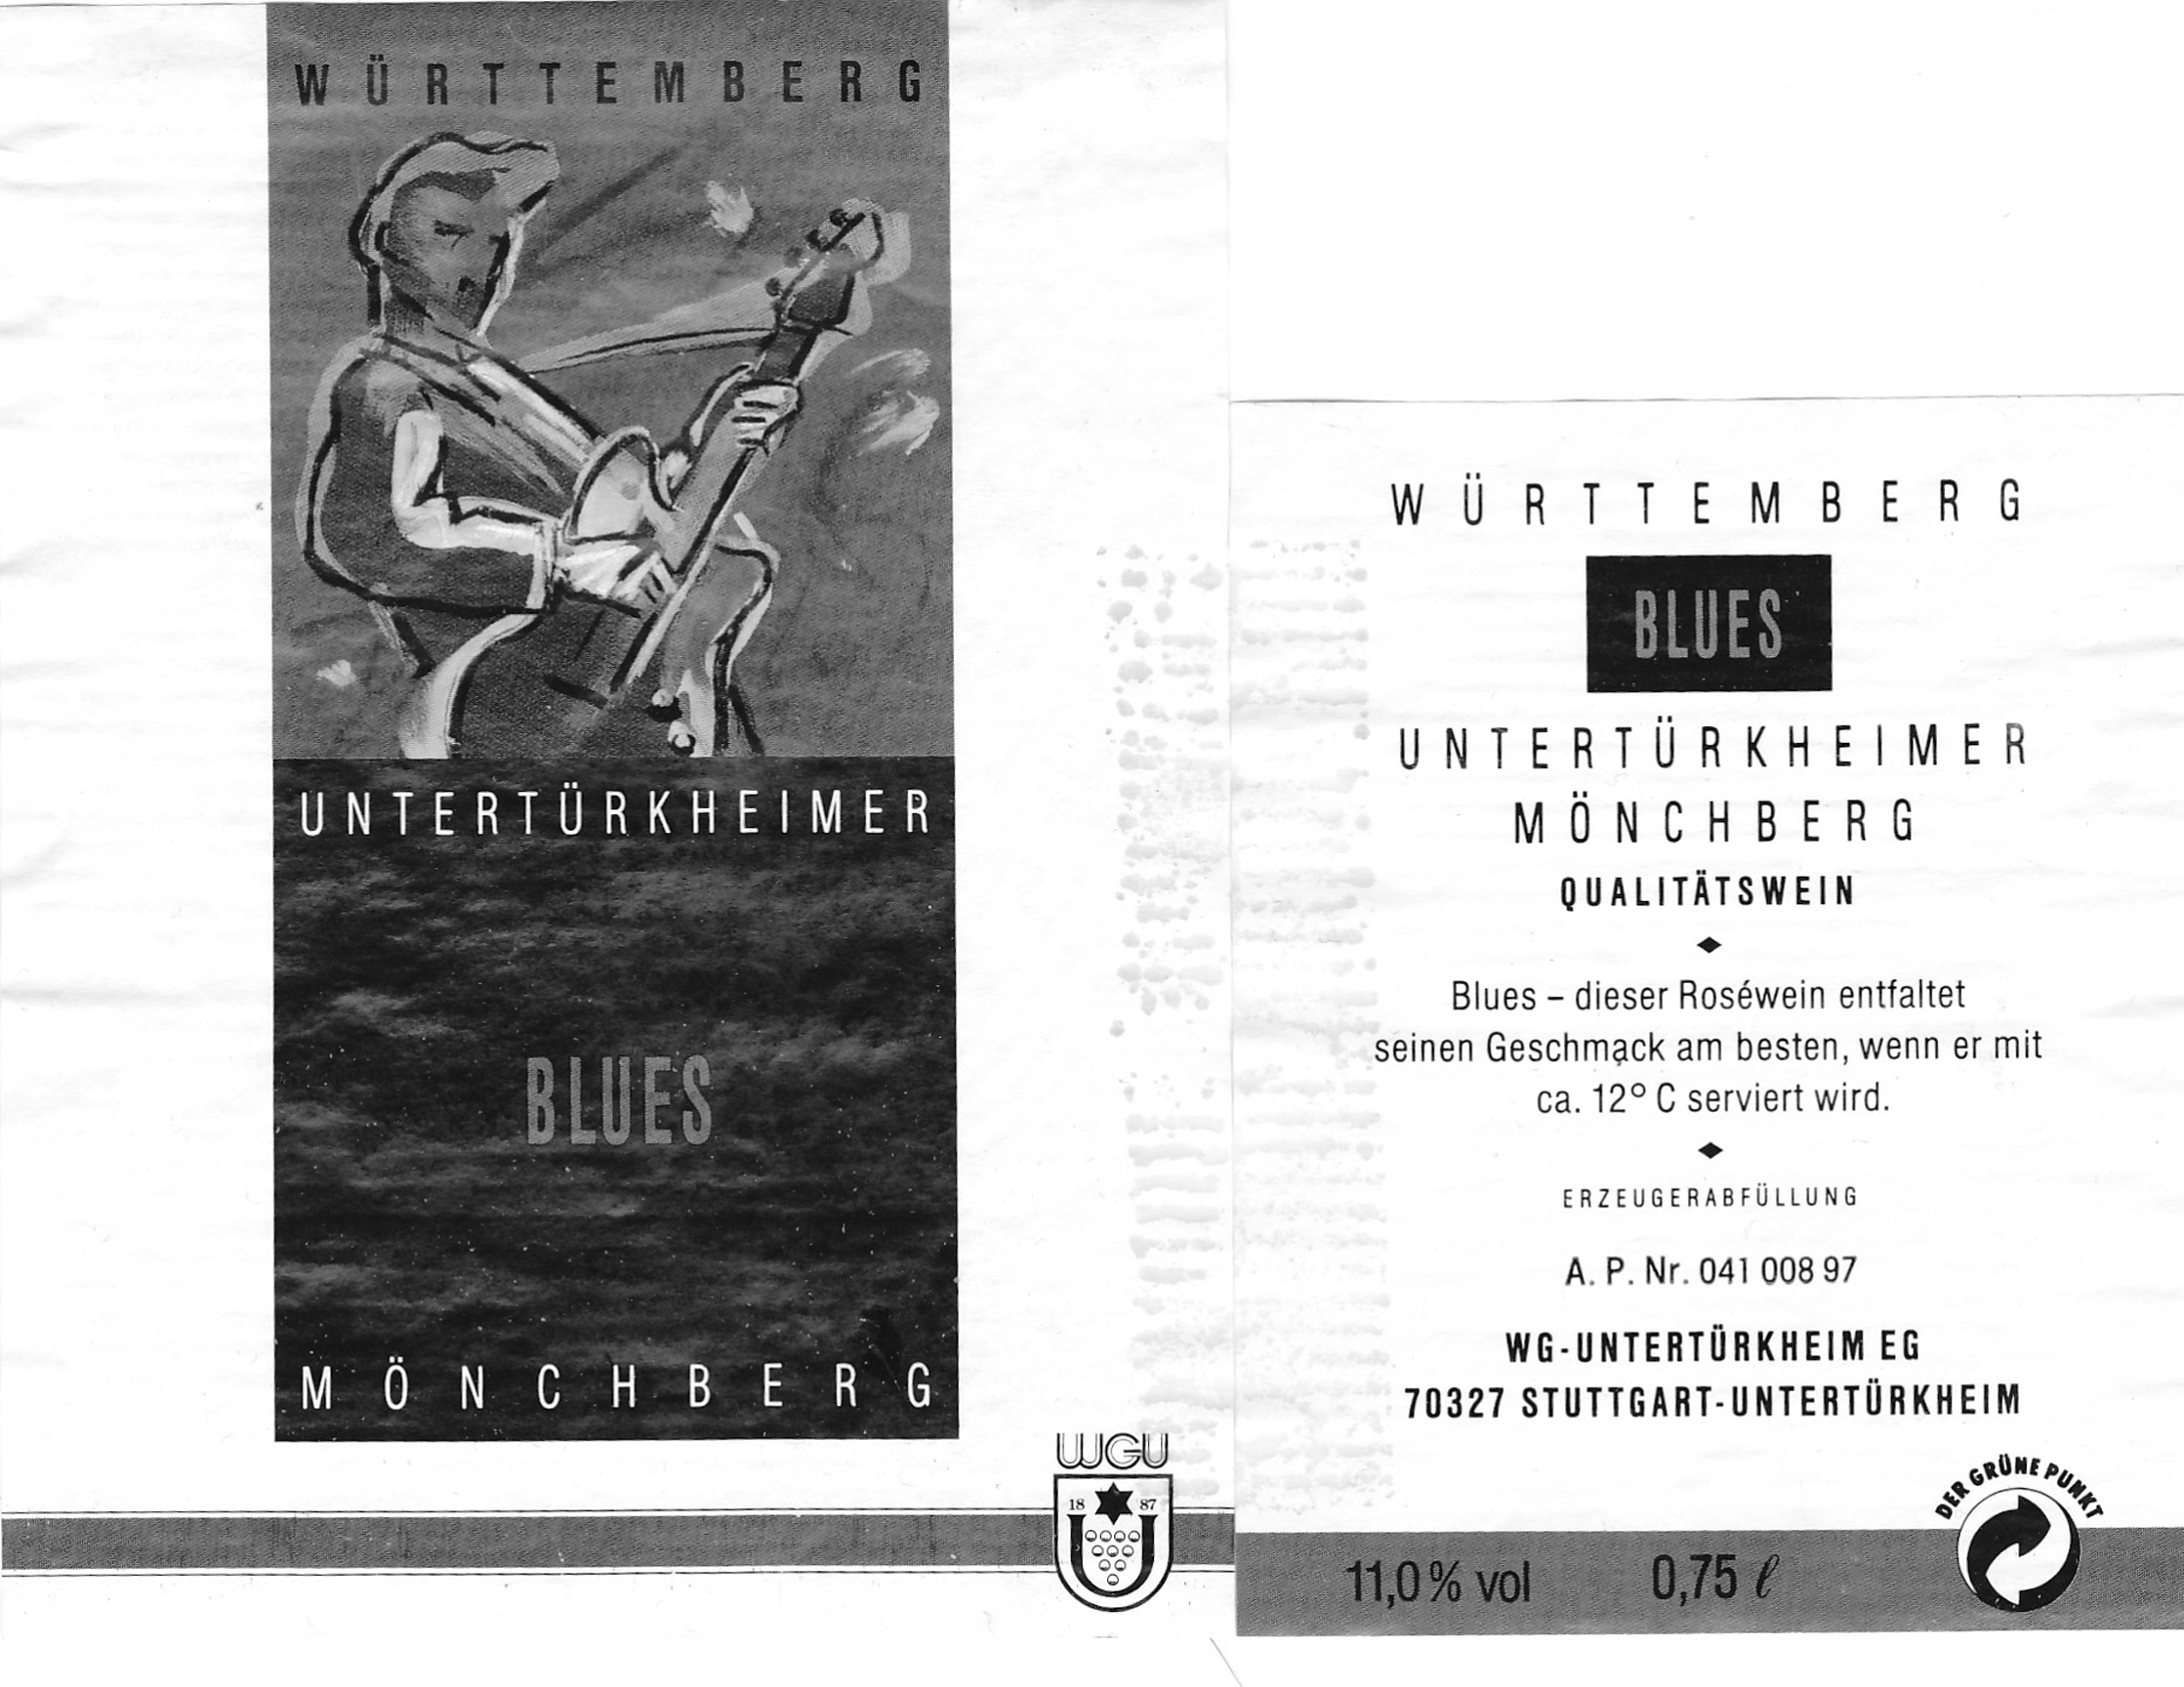 WÜRTTEMBERG
UNTERTÜRKHEIMER
BLUES
MÖNCHBERG
WGU
18 87
WÜRTTEMBERG
BLUES
UNTERTÜRKHEIMER
MÖNCHBERG
QUALITÄTSWEIN
Blues – dieser Roséwein entfaltet
seinen Geschmack am besten, wenn er mit
ca. 12° C serviert wird.
ERZEUGERABFÜLLUNG
A. P. Nr. 041 008 97
WG-UNTERTÜRKHEIM EG
70327 STUTTGART-UNTERTÜRKHEIM
DER GRÜNE PUNKT
11,0% vol 0,75 ℓ